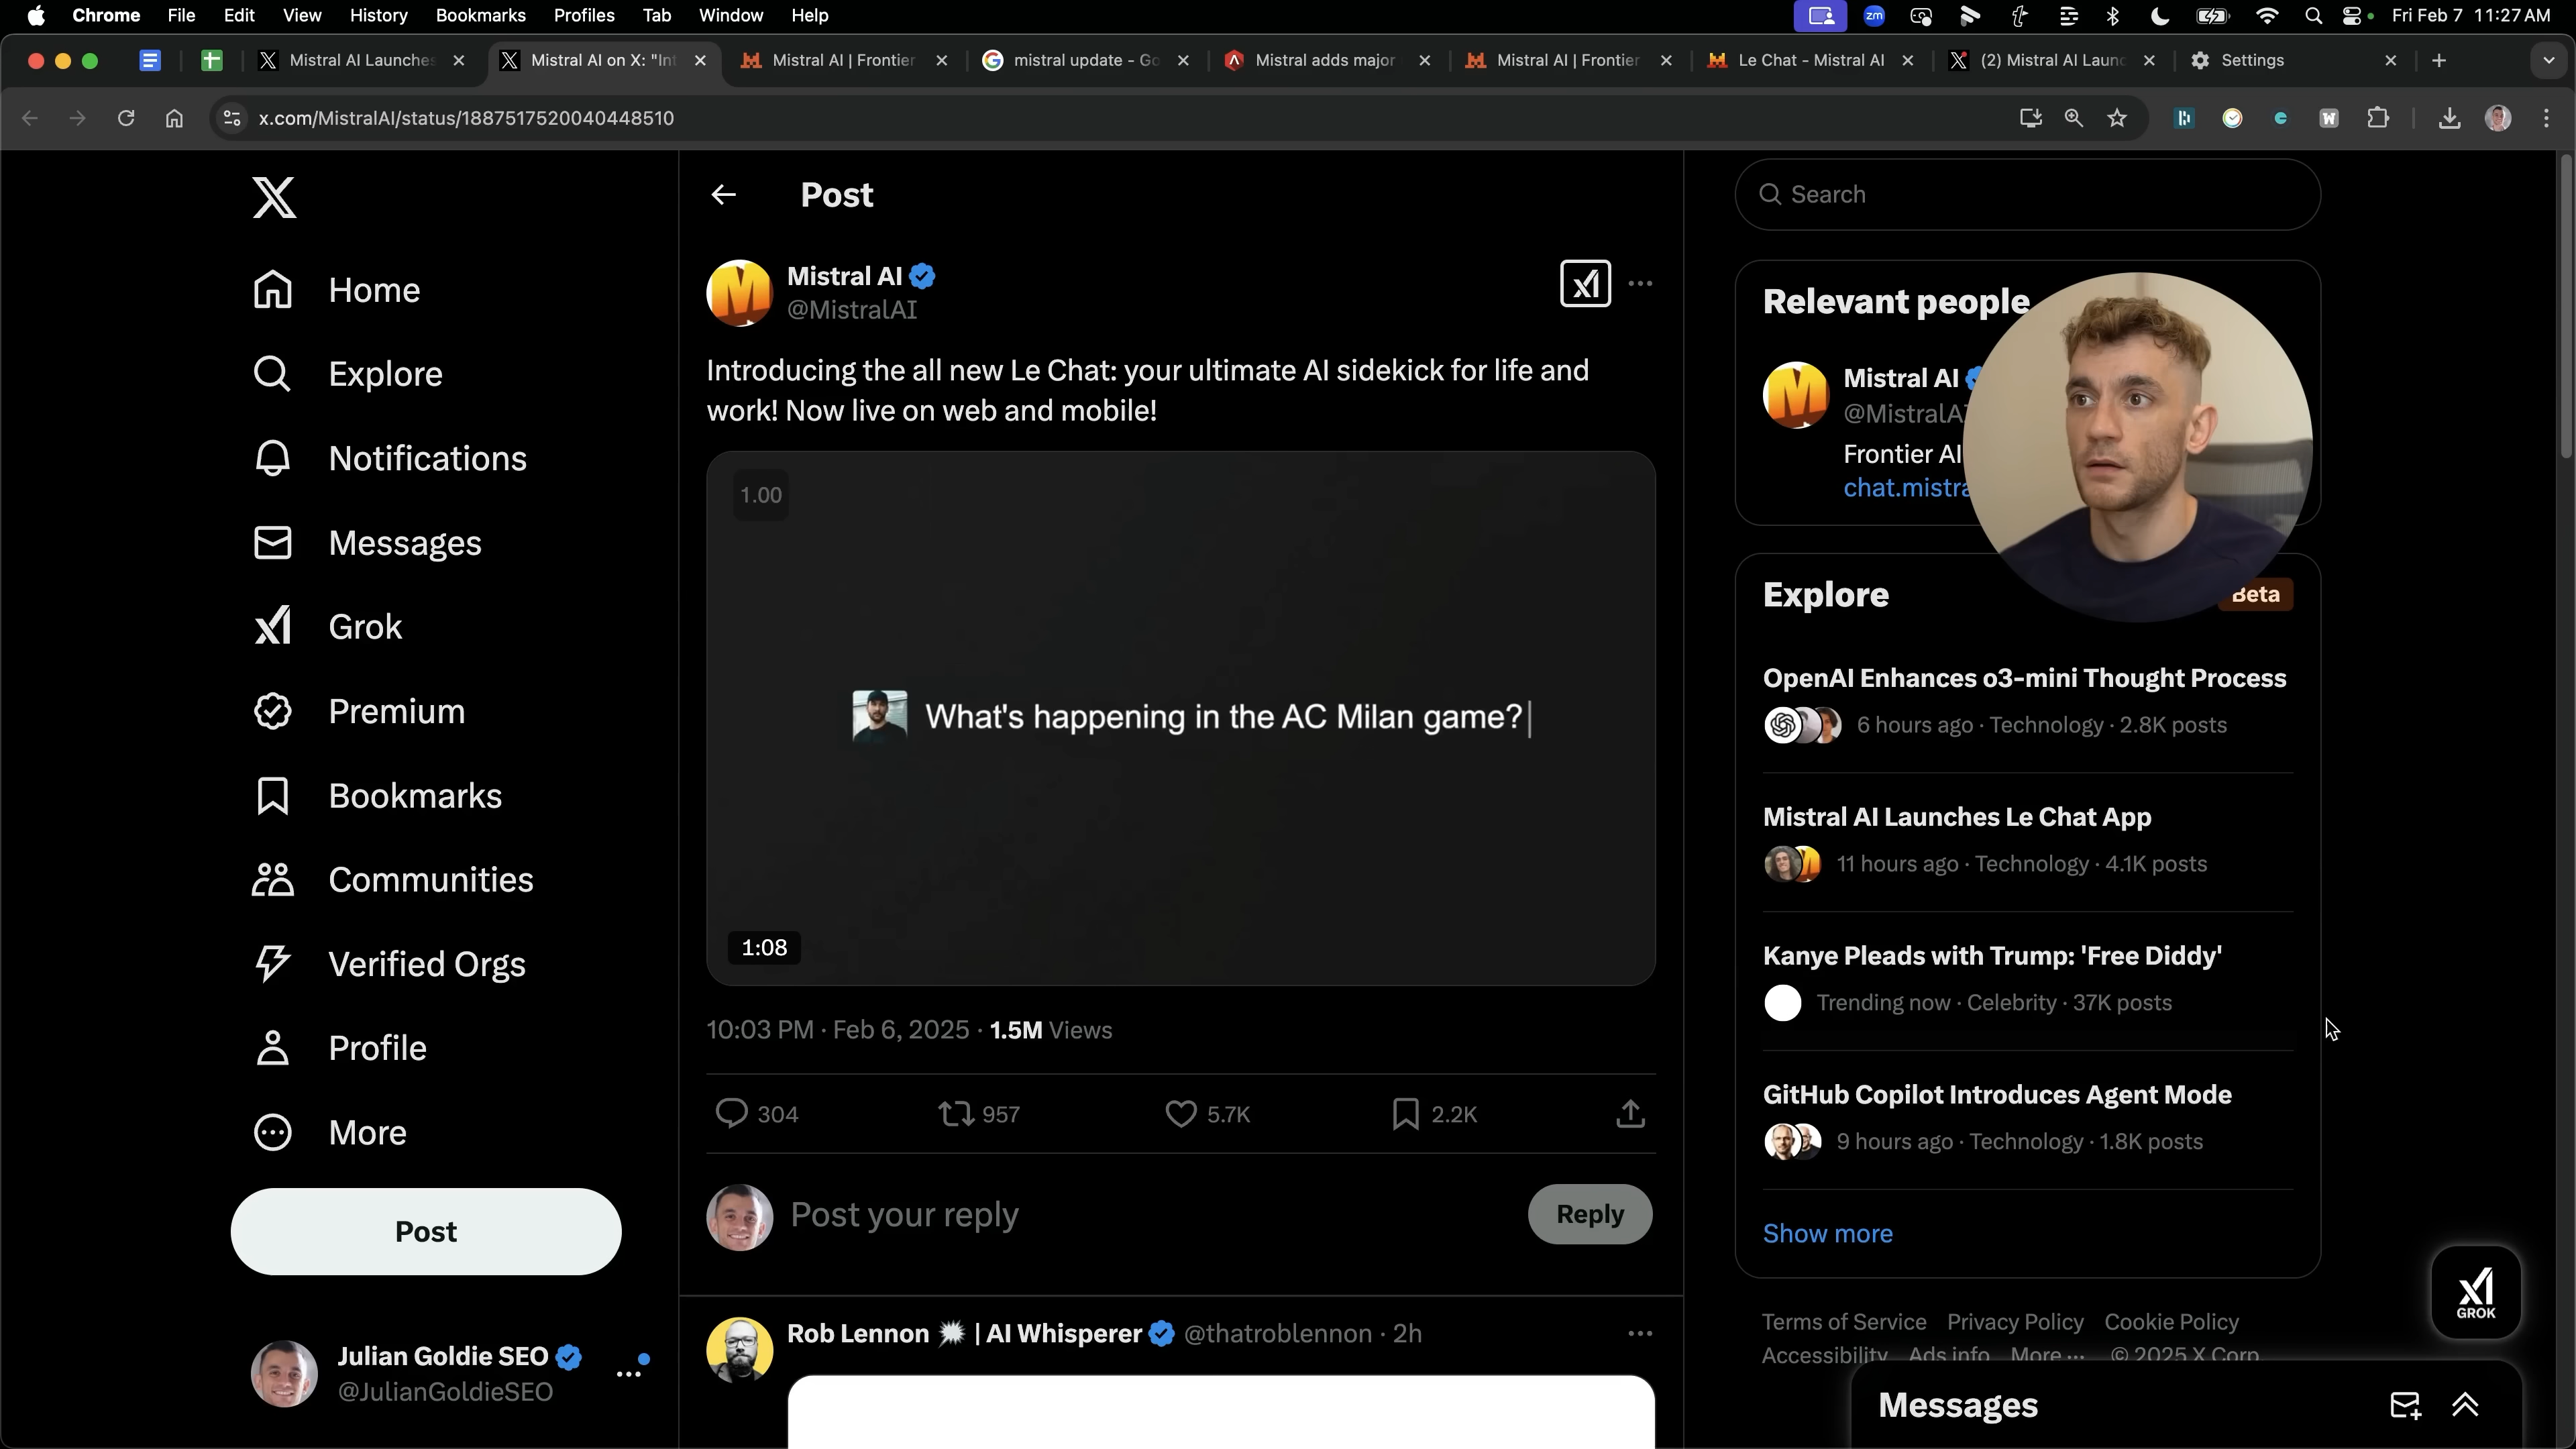 Chrome File Edit View History Bookmarks Profiles Tab Window Help
zm
Fri Feb 7 11:27 AM
Mistral AI Launches
Mistral AI on X: "Int
Mistral AI | Frontier
mistral update - Go
Mistral adds major
Mistral AI | Frontier
Le Chat - Mistral AI
(2) Mistral AI Launc
Settings
x.com/MistralAI/status/1887517520040448510
Home
Explore
Notifications
Messages
Grok
Premium
Bookmarks
Communities
Verified Orgs
Profile
More
Post
Julian Goldie SEO
@JulianGoldieSEO
Post
Mistral AI
@MistralAI
Introducing the all new Le Chat: your ultimate AI sidekick for life and
work! Now live on web and mobile!
1.00
What's happening in the AC Milan game?
1:08
10:03 PM · Feb 6, 2025 · 1.5M Views
304 957 5.7K 2.2K
Post your reply
Reply
Rob Lennon | AI Whisperer @thatroblennon · 2h
Search
Relevant people
Mistral AI
@MistralAI
Frontier AI
chat.mistra
Explore
Beta
OpenAI Enhances o3-mini Thought Process
6 hours ago · Technology · 2.8K posts
Mistral AI Launches Le Chat App
11 hours ago · Technology · 4.1K posts
Kanye Pleads with Trump: 'Free Diddy'
Trending now · Celebrity · 37K posts
GitHub Copilot Introduces Agent Mode
9 hours ago · Technology · 1.8K posts
Show more
GROK
Terms of Service Privacy Policy Cookie Policy
Accessibility Ads info More ... © 2025 X Corp.
Messages